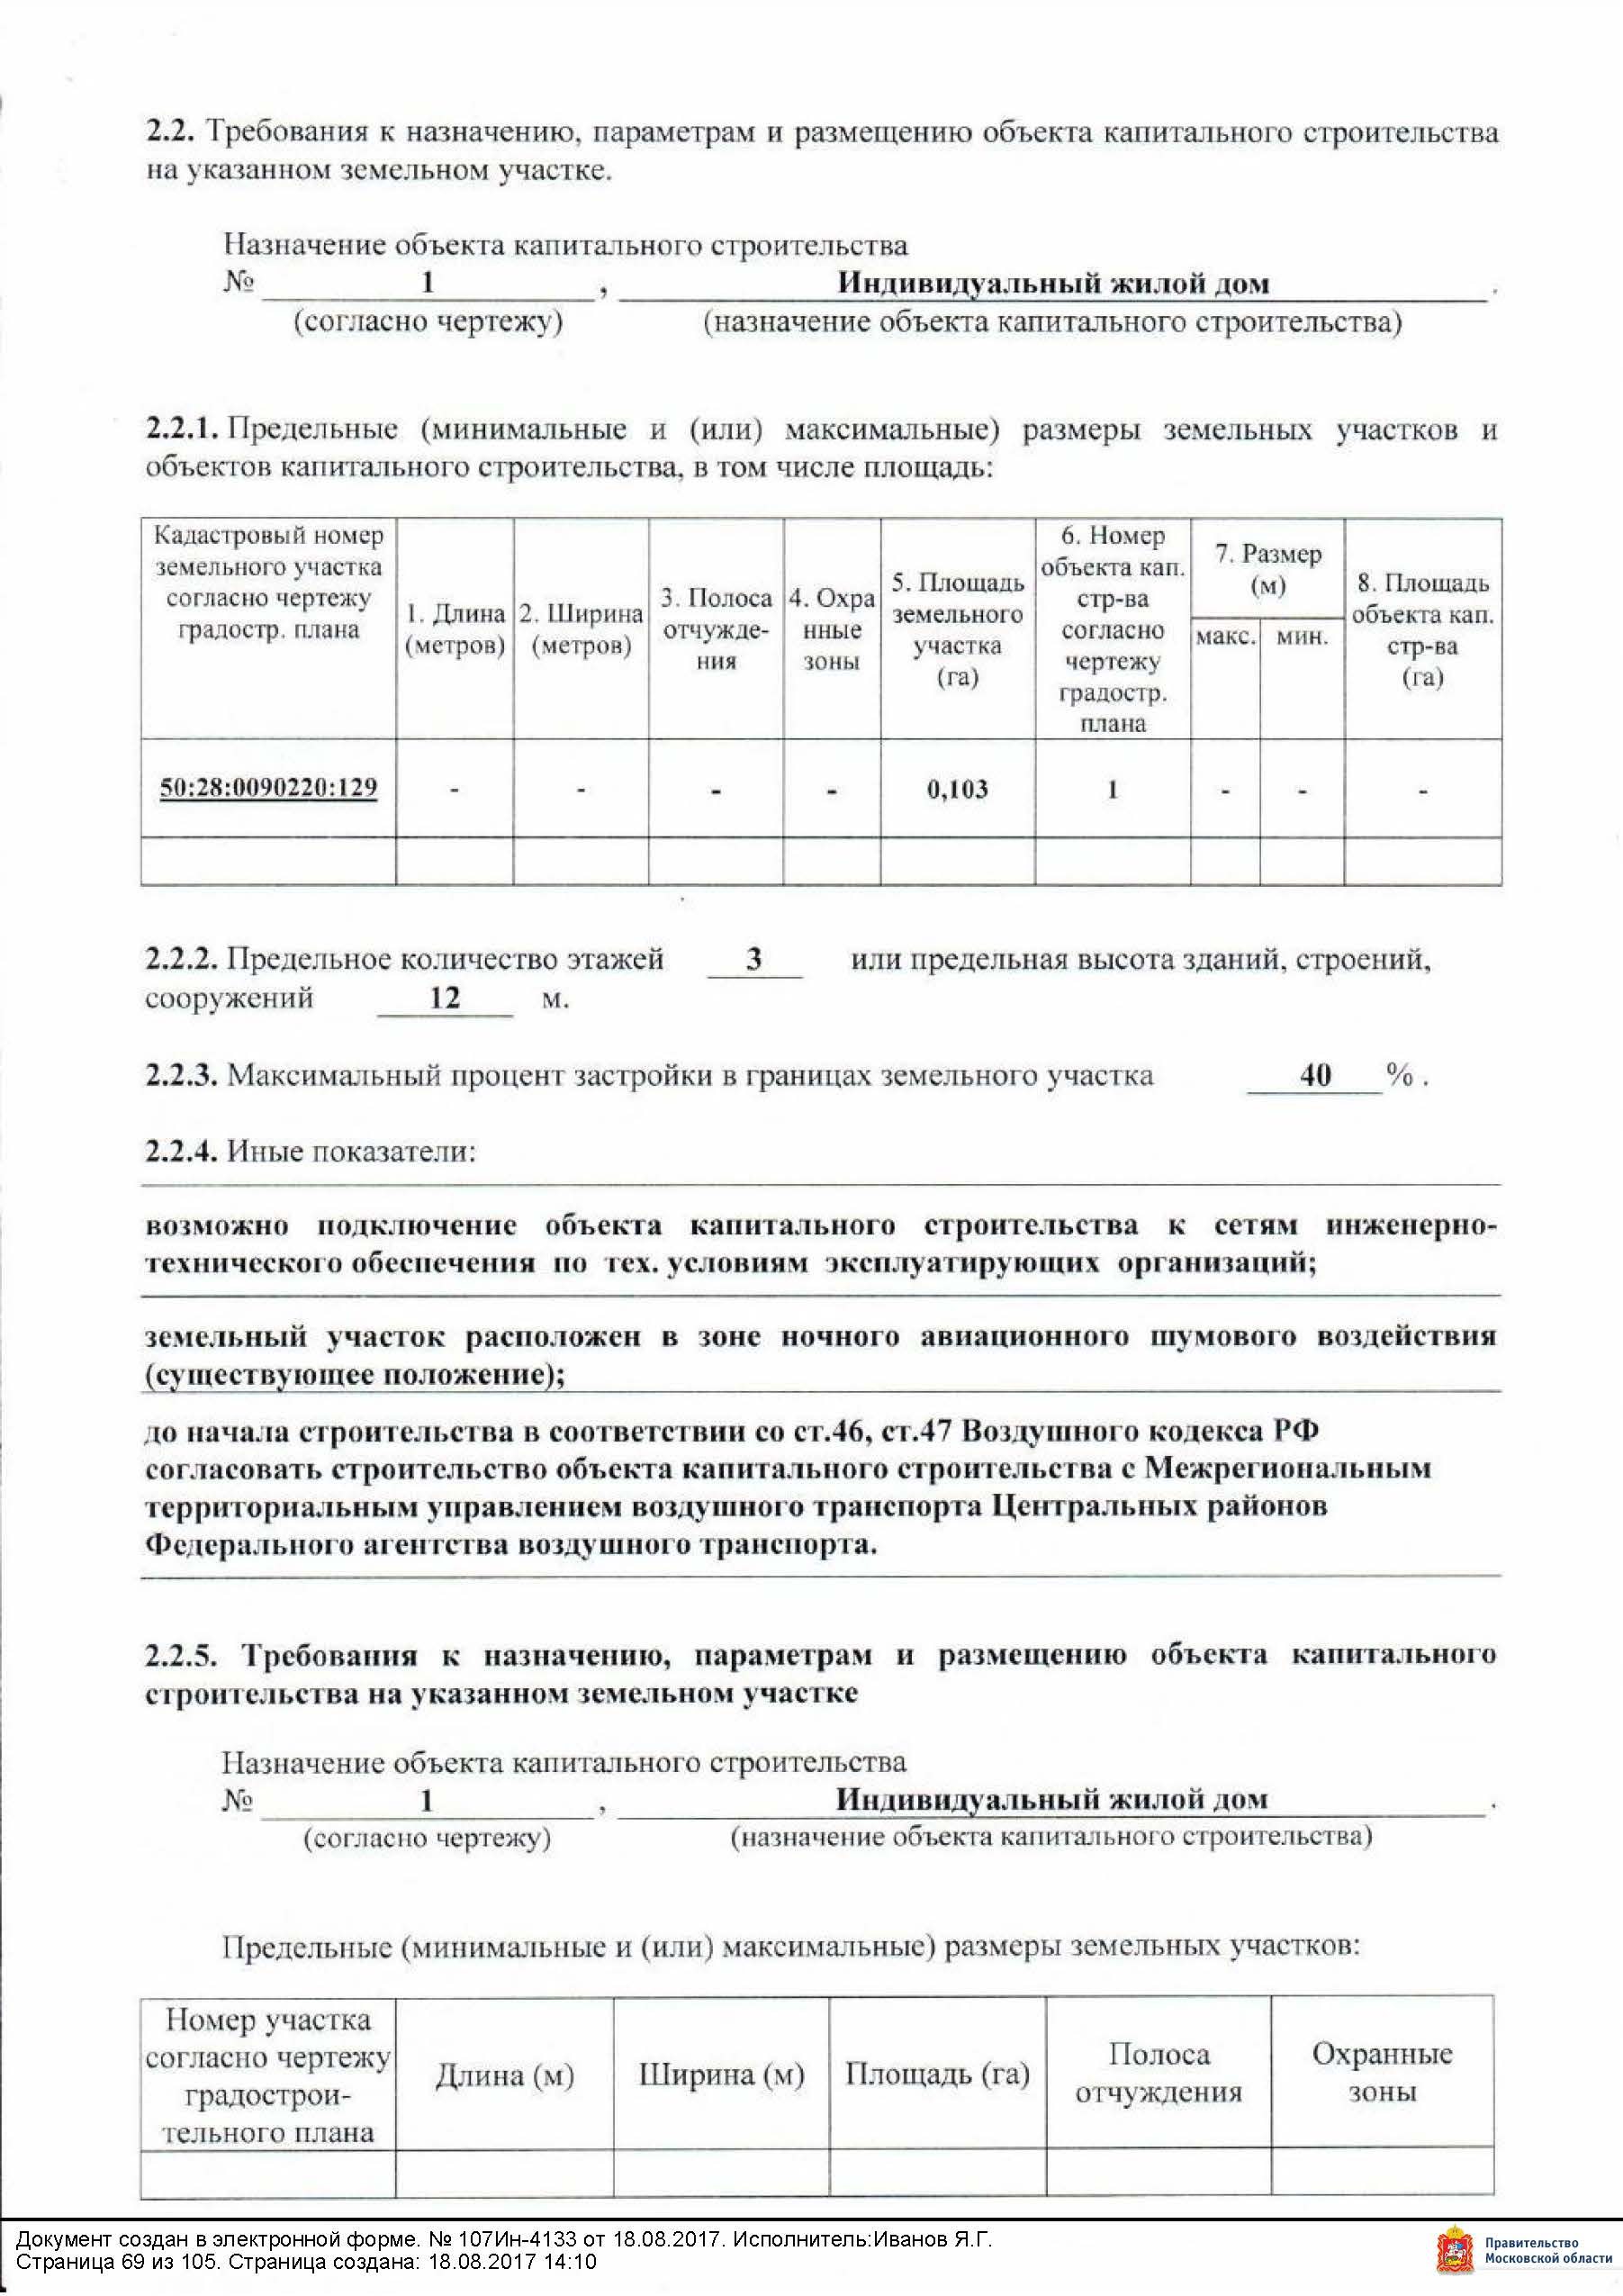 2.2. Требования к назначению, параметрам и размещению объекта капитального строительства
на указанном земельном участке.
Назначение объекта капитального строительства
№ 1 , Индивидуальный жилой дом .
(согласно чертежу) (назначение объекта капитального строительства)
2.2.1. Предельные (минимальные и (или) максимальные) размеры земельных участков и
объектов капитального строительства, в том числе площадь:
Кадастровый номер
земельного участка
согласно чертежу
градостр. плана
1. Длина
(метров)
2. Ширина
(метров)
3. Полоса
отчужде-
ния
4. Охра
нные
зоны
5. Площадь
земельного
участка
(га)
6. Номер
объекта кап.
стр-ва
согласно
чертежу
градостр.
плана
7. Размер
(м)
макс. мин.
8. Площадь
объекта кап.
стр-ва
(га)
50:28:0090220:129 - - - - 0,103 1 - - -
2.2.2. Предельное количество этажей 3 или предельная высота зданий, строений,
сооружений 12 м.
2.2.3. Максимальный процент застройки в границах земельного участка 40 % .
2.2.4. Иные показатели:
возможно подключение объекта капитального строительства к сетям инженерно-
технического обеспечения по тех. условиям эксплуатирующих организаций;
земельный участок расположен в зоне ночного авиационного шумового воздействия
(существующее положение);
до начала строительства в соответствии со ст.46, ст.47 Воздушного кодекса РФ
согласовать строительство объекта капитального строительства с Межрегиональным
территориальным управлением воздушного транспорта Центральных районов
Федерального агентства воздушного транспорта.
2.2.5. Требования к назначению, параметрам и размещению объекта капитального
строительства на указанном земельном участке
Назначение объекта капитального строительства
№ 1 , Индивидуальный жилой дом .
(согласно чертежу) (назначение объекта капитального строительства)
Предельные (минимальные и (или) максимальные) размеры земельных участков:
Номер участка
согласно чертежу
градострои-
тельного плана
Длина (м)
Ширина (м)
Площадь (га)
Полоса
отчуждения
Охранные
зоны
Документ создан в электронной форме. № 107Ин-4133 от 18.08.2017. Исполнитель:Иванов Я.Г.
Страница 69 из 105. Страница создана: 18.08.2017 14:10
Правительство
Московской области